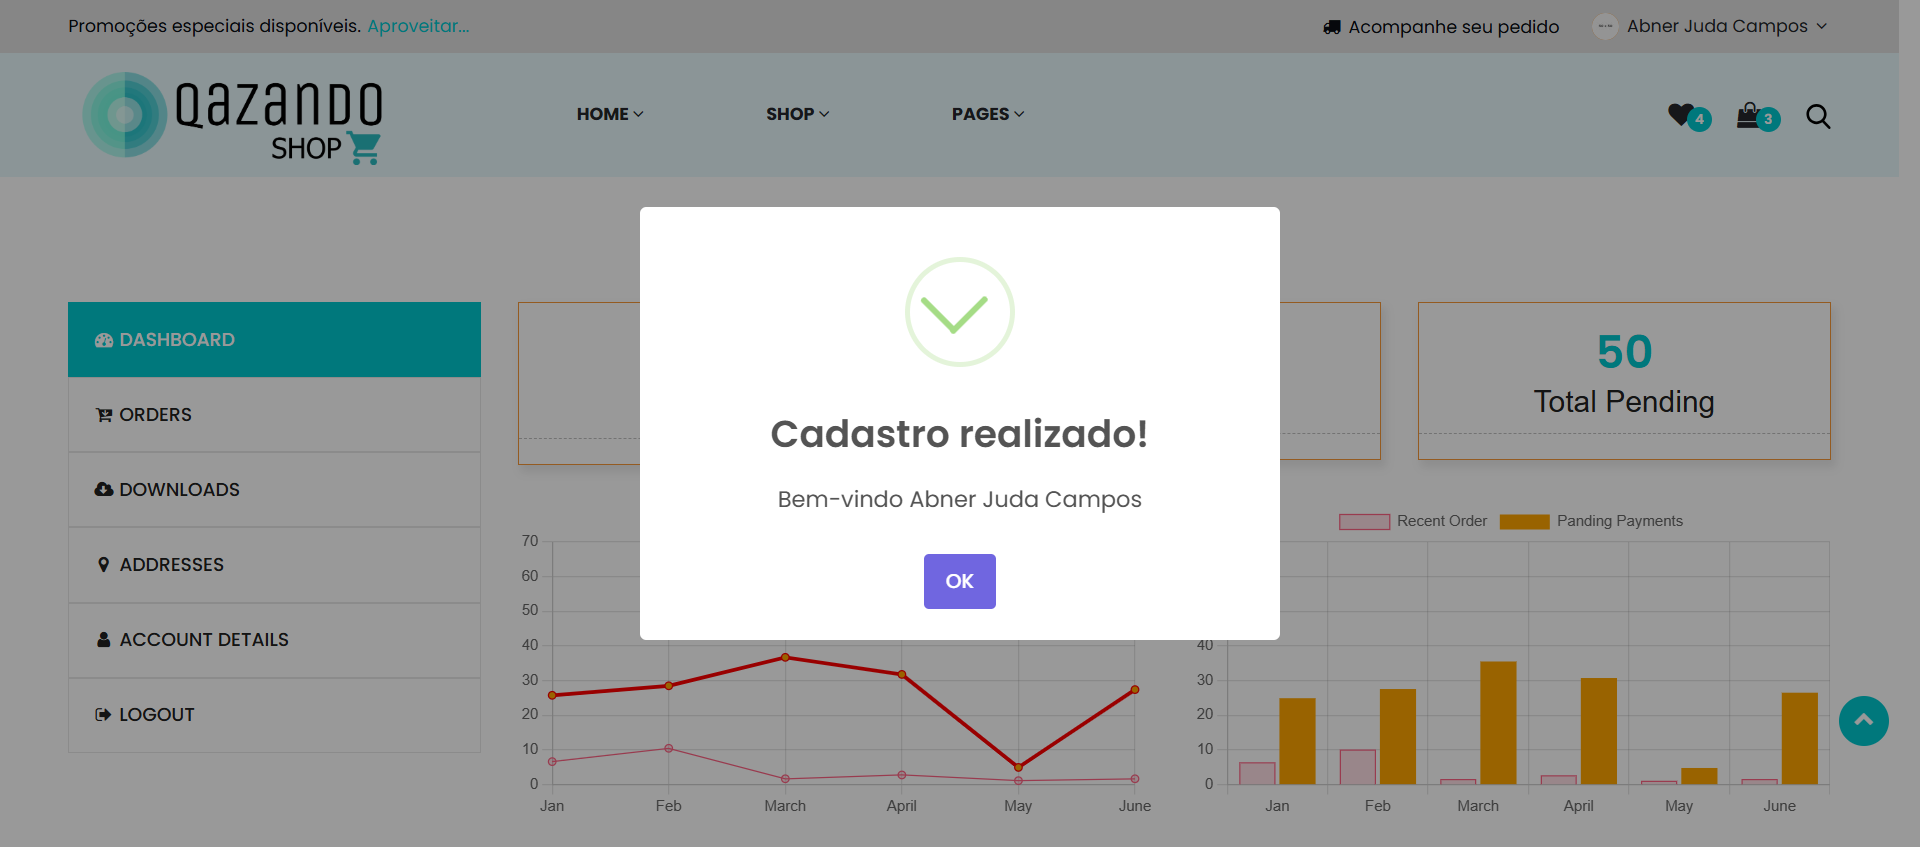 Promoções especiais disponíveis. Aproveitar...
Acompanhe seu pedido
Abner Juda Campos
QAZANDO
SHOP
HOME
SHOP
PAGES
4
3
Cadastro realizado!
Bem-vindo Abner Juda Campos
OK
DASHBOARD
ORDERS
DOWNLOADS
ADDRESSES
ACCOUNT DETAILS
LOGOUT
50
Total Pending
70
60
50
40
30
20
10
0
Jan Feb March April May June
Recent Order Panding Payments
40
30
20
10
0
Jan Feb March April May June